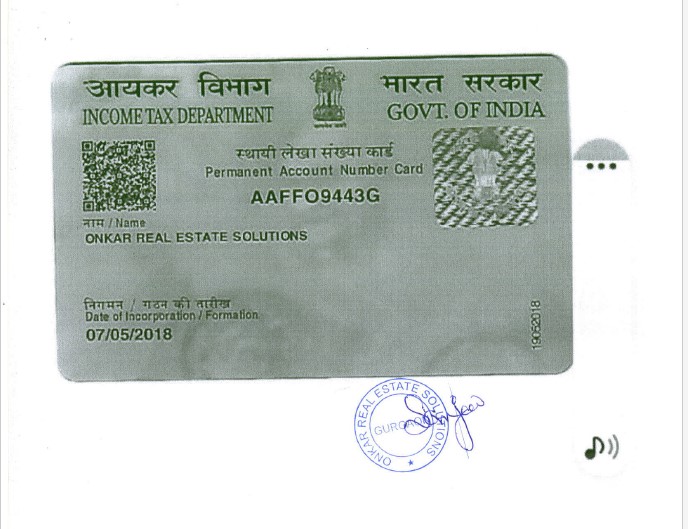 आयकर विभाग
INCOME TAX DEPARTMENT
भारत सरकार
GOVT. OF INDIA
स्थायी लेखा संख्या कार्ड
Permanent Account Number Card
AAFFO9443G
नाम / Name
ONKAR REAL ESTATE SOLUTIONS
निगमन / गठन की तारीख
Date of Incorporation / Formation
07/05/2018
19052018
ONKAR REAL ESTATE SOLUTIONS
GURGAON